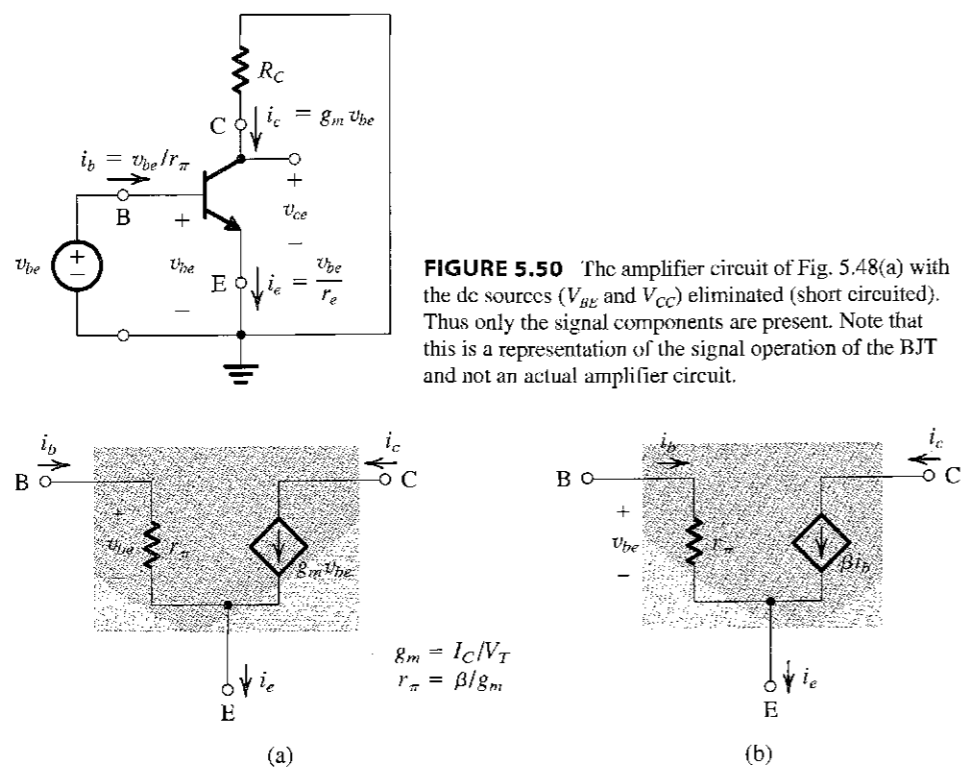 R_C
C
i_c = g_m v_be
i_b = v_be/r_π
B
+
+
v_ce
−
v_be
+
−
v_be
E
i_e = v_be/r_e
−
FIGURE 5.50 The amplifier circuit of Fig. 5.48(a) with
the dc sources (V_BE and V_CC) eliminated (short circuited).
Thus only the signal components are present. Note that
this is a representation of the signal operation of the BJT
and not an actual amplifier circuit.
i_b
i_c
B
C
+
v_be
r_π
g_m v_be
−
i_e
E
g_m = I_C/V_T
r_π = β/g_m
(a)
i_b
i_c
B
C
+
v_be
r_π
βi_b
−
i_e
E
(b)